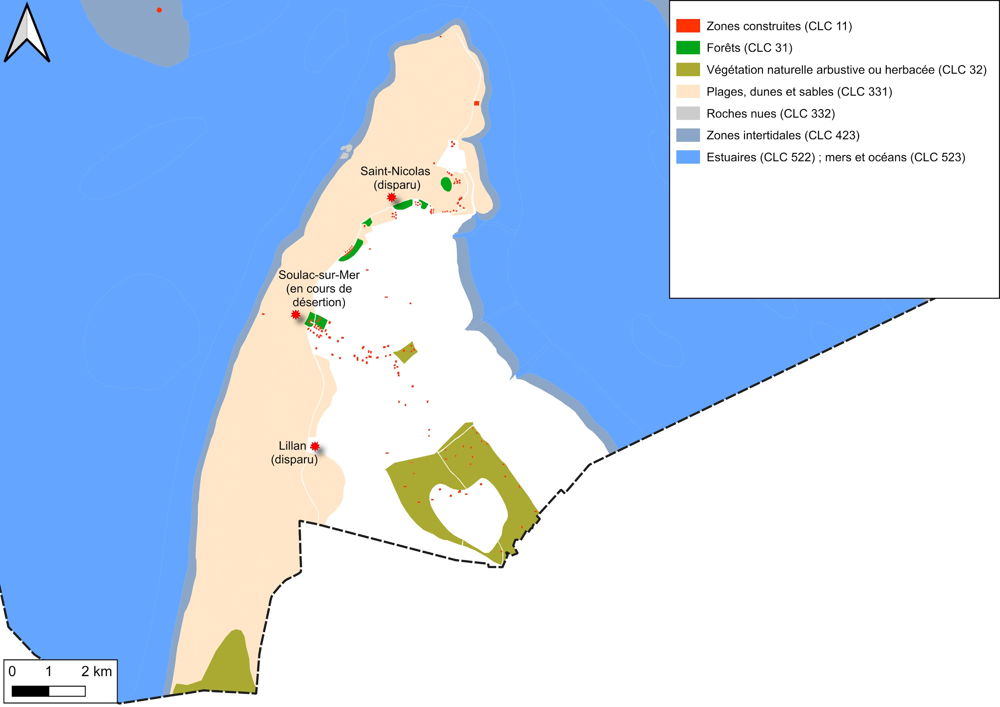 Zones construites (CLC 11)
Forêts (CLC 31)
Végétation naturelle arbustive ou herbacée (CLC 32)
Plages, dunes et sables (CLC 331)
Roches nues (CLC 332)
Zones intertidales (CLC 423)
Estuaires (CLC 522) ; mers et océans (CLC 523)
Saint-Nicolas
(disparu)
Soulac-sur-Mer
(en cours de
désertion)
Lillan
(disparu)
0 1 2 km